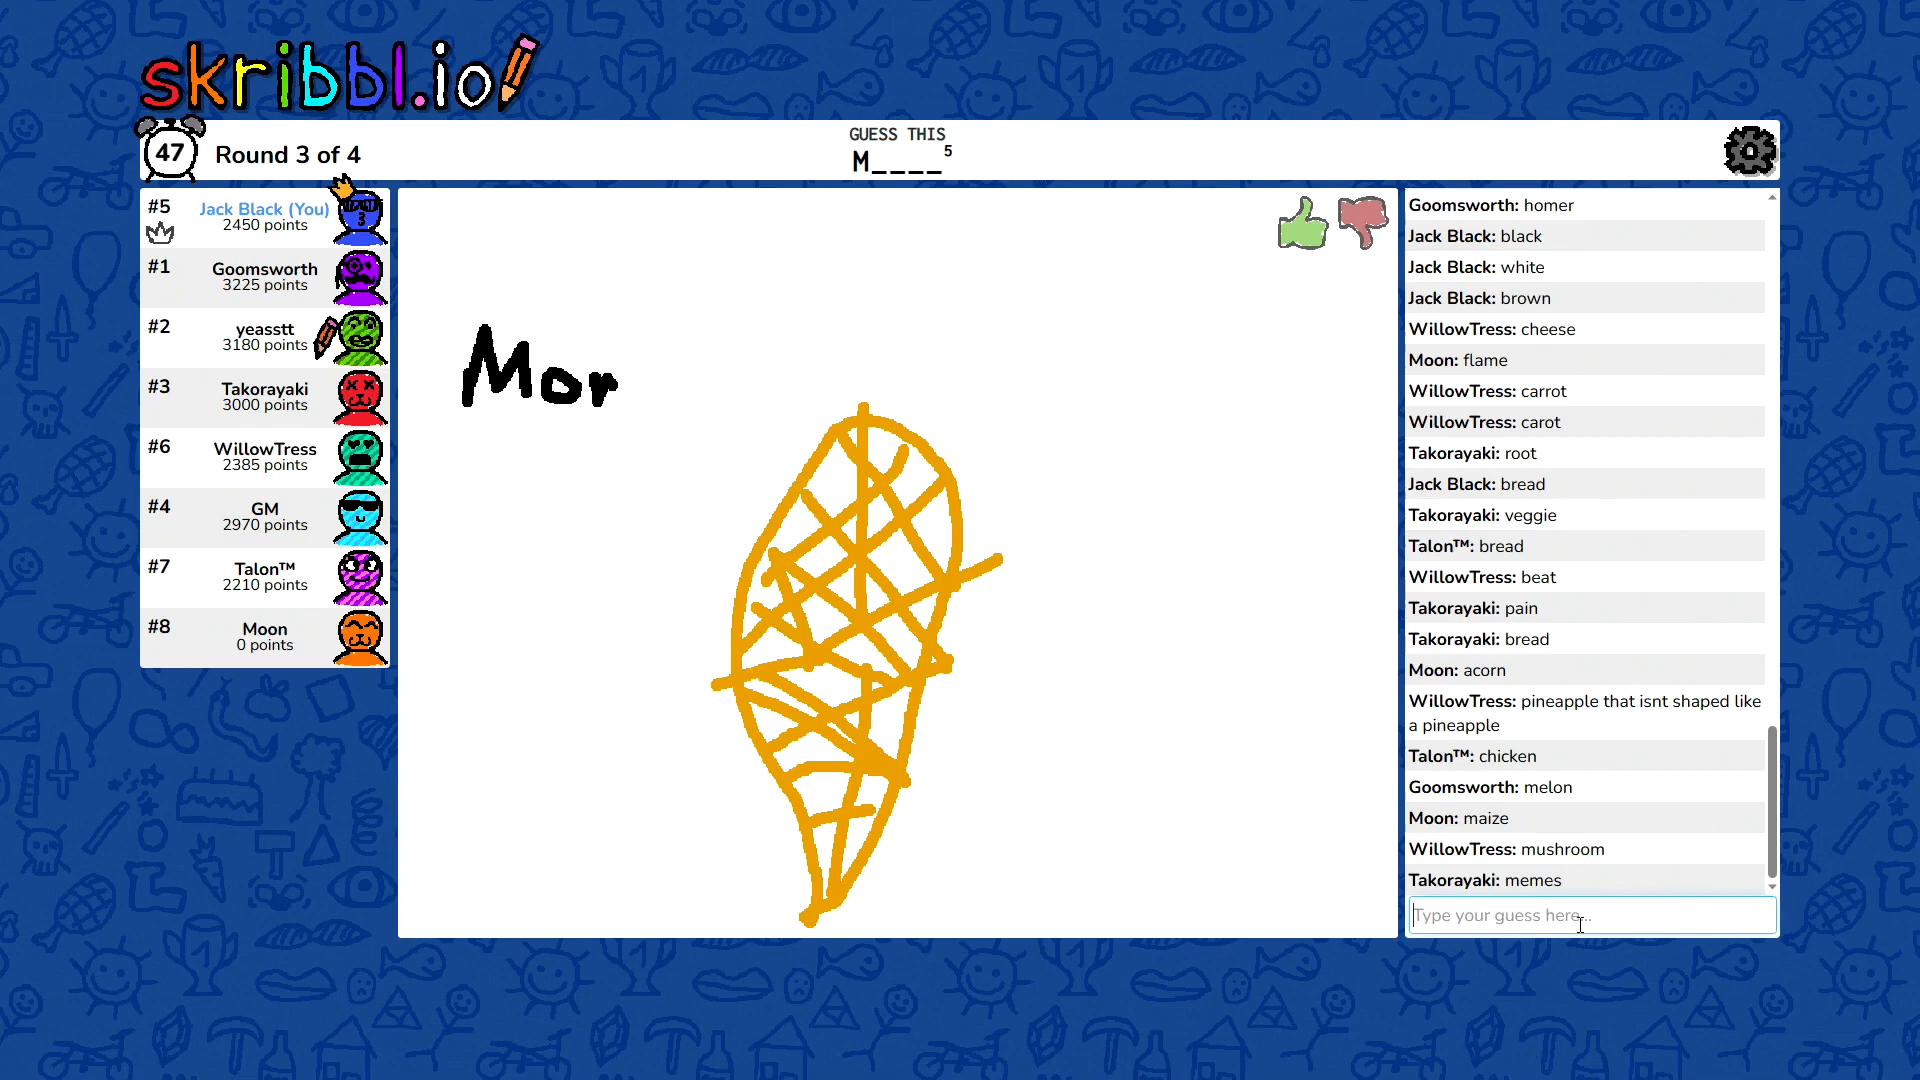 skribbl.io
47
Round 3 of 4
GUESS THIS
M____5
#5
Jack Black (You)
2450 points
#1
Goomsworth
3225 points
#2
yeasstt
3180 points
#3
Takorayaki
3000 points
#6
WillowTress
2385 points
#4
GM
2970 points
#7
Talon™
2210 points
#8
Moon
0 points
Mor
Goomsworth: homer
Jack Black: black
Jack Black: white
Jack Black: brown
WillowTress: cheese
Moon: flame
WillowTress: carrot
WillowTress: carot
Takorayaki: root
Jack Black: bread
Takorayaki: veggie
Talon™: bread
WillowTress: beat
Takorayaki: pain
Takorayaki: bread
Moon: acorn
WillowTress: pineapple that isnt shaped like
a pineapple
Talon™: chicken
Goomsworth: melon
Moon: maize
WillowTress: mushroom
Takorayaki: memes
Type your guess here...